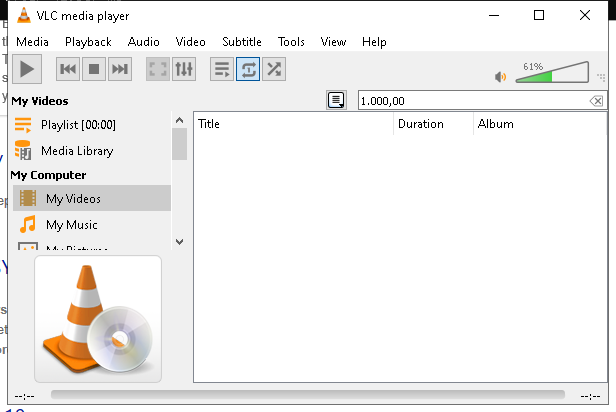 VLC media player
Media Playback Audio Video Subtitle Tools View Help
61%
My Videos
1.000,00
Playlist [00:00]
Title Duration Album
Media Library
My Computer
My Videos
My Music
My Pictures
--:-- --:--